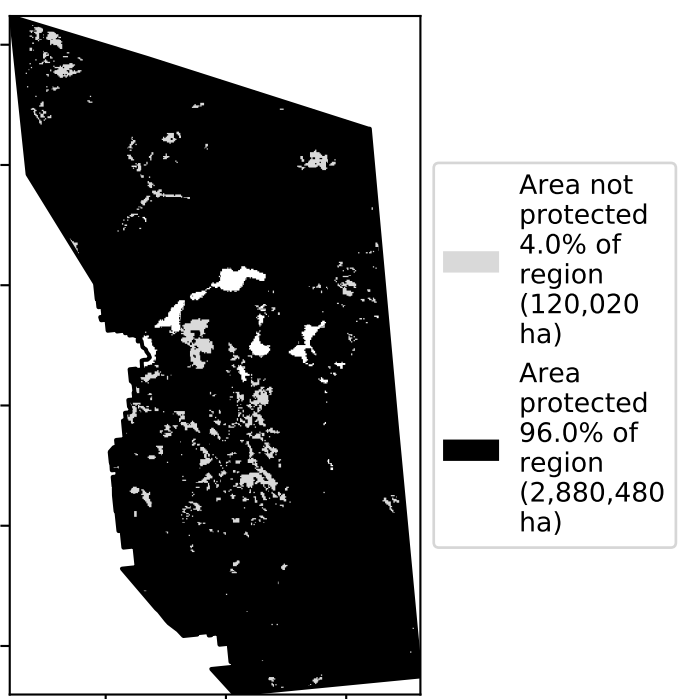 Area not
protected
4.0% of
region
(120,020
ha)
Area
protected
96.0% of
region
(2,880,480
ha)